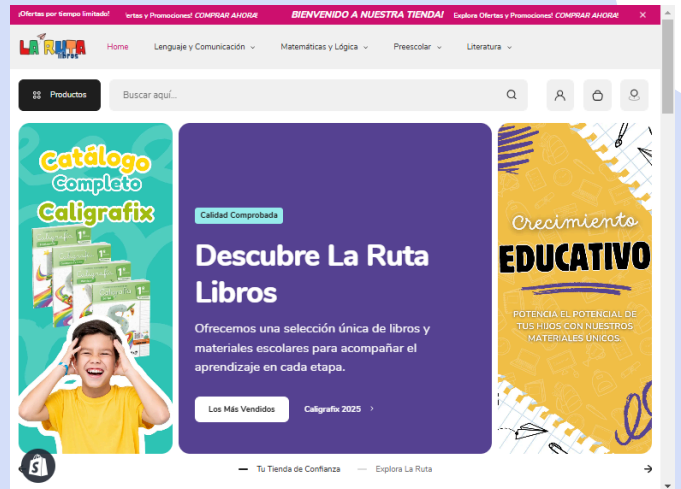 ¡Ofertas por tiempo limitado!
ertas y Promociones! COMPRAR AHORA!
BIENVENIDO A NUESTRA TIENDA!
Explora Ofertas y Promociones! COMPRAR AHORA!
LA RUTA
libros
Home
Lenguaje y Comunicación
Matemáticas y Lógica
Preescolar
Literatura
Productos
Buscar aquí...
Catálogo
Completo
Caligrafix
Calidad Comprobada
Descubre La Ruta
Libros
Ofrecemos una selección única de libros y
materiales escolares para acompañar el
aprendizaje en cada etapa.
Los Más Vendidos
Caligrafix 2025
Crecimiento
EDUCATIVO
POTENCIA EL POTENCIAL DE
TUS HIJOS CON NUESTROS
MATERIALES ÚNICOS.
Tu Tienda de Confianza
Explora La Ruta